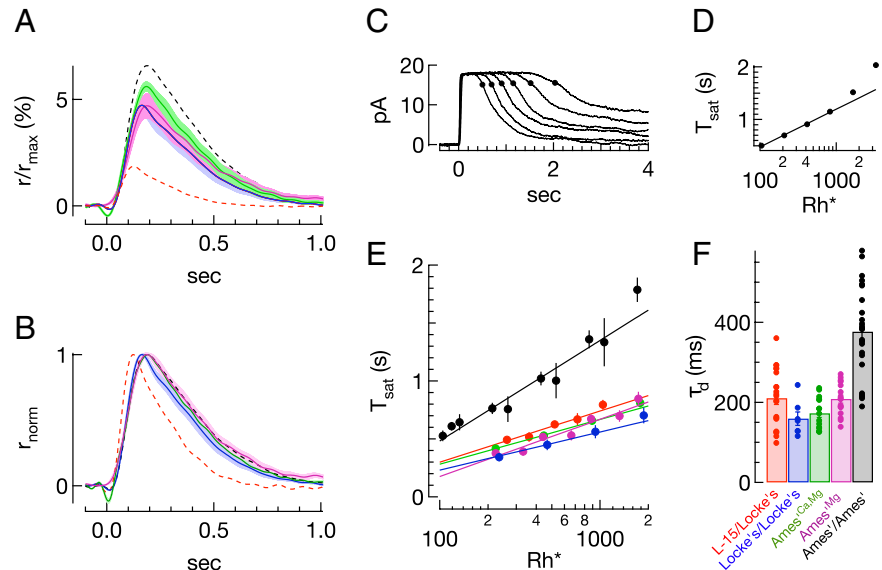 A
r/r_max (%)
5
0
0.0
0.5
1.0
sec
B
r_norm
1
0
0.0
0.5
1.0
sec
C
pA
20
10
0
0
2
4
sec
D
T_sat (s)
2
1
100
2
4
1000
2
Rh*
E
T_sat (s)
2
1
0
100
2
4
6
8
1000
2
Rh*
F
τ_d (ms)
400
200
0
L-15/Locke's
Locke's/Locke's
Ames'^Ca,Mg
Ames'^Mg
Ames'/Ames'